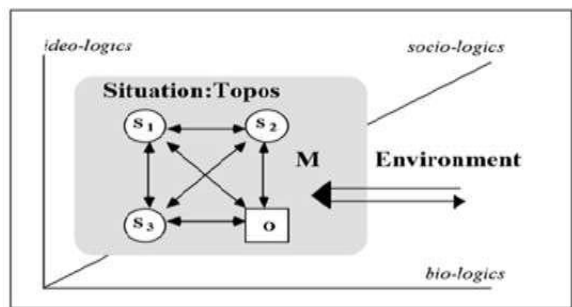 ideo-logics
socio-logics
Situation:Topos
S1
S2
M
Environment
S3
O
bio-logics